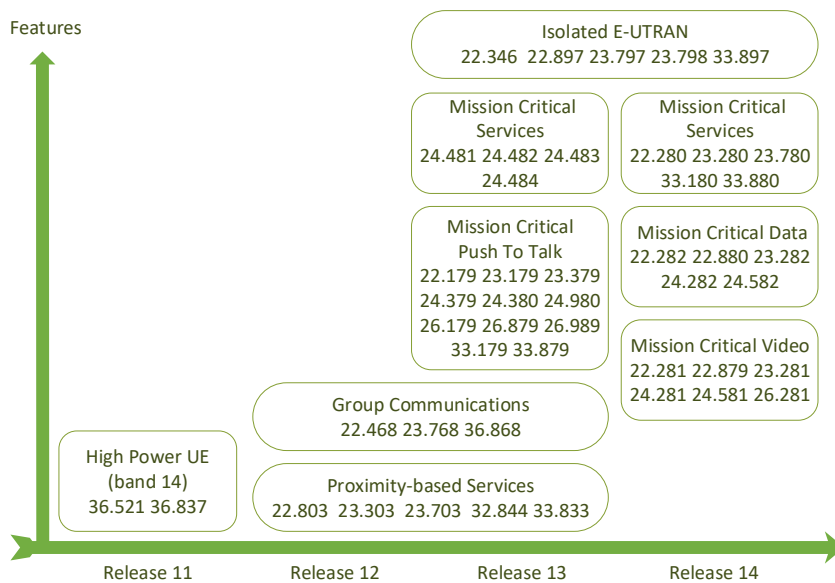 Features
Isolated E-UTRAN
22.346 22.897 23.797 23.798 33.897
Mission Critical
Services
24.481 24.482 24.483
24.484
Mission Critical
Services
22.280 23.280 23.780
33.180 33.880
Mission Critical
Push To Talk
22.179 23.179 23.379
24.379 24.380 24.980
26.179 26.879 26.989
33.179 33.879
Mission Critical Data
22.282 22.880 23.282
24.282 24.582
Mission Critical Video
22.281 22.879 23.281
24.281 24.581 26.281
Group Communications
22.468 23.768 36.868
High Power UE
(band 14)
36.521 36.837
Proximity-based Services
22.803 23.303 23.703 32.844 33.833
Release 11
Release 12
Release 13
Release 14